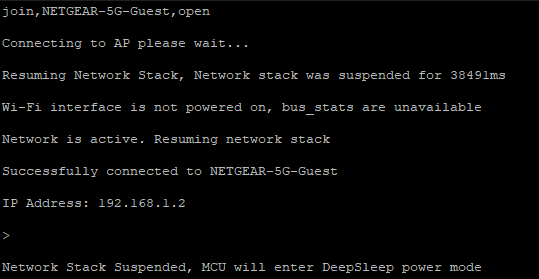 join,NETGEAR-5G-Guest,open
Connecting to AP please wait...
Resuming Network Stack, Network stack was suspended for 38491ms
Wi-Fi interface is not powered on, bus_stats are unavailable
Network is active. Resuming network stack
Successfully connected to NETGEAR-5G-Guest
IP Address: 192.168.1.2
>
Network Stack Suspended, MCU will enter DeepSleep power mode